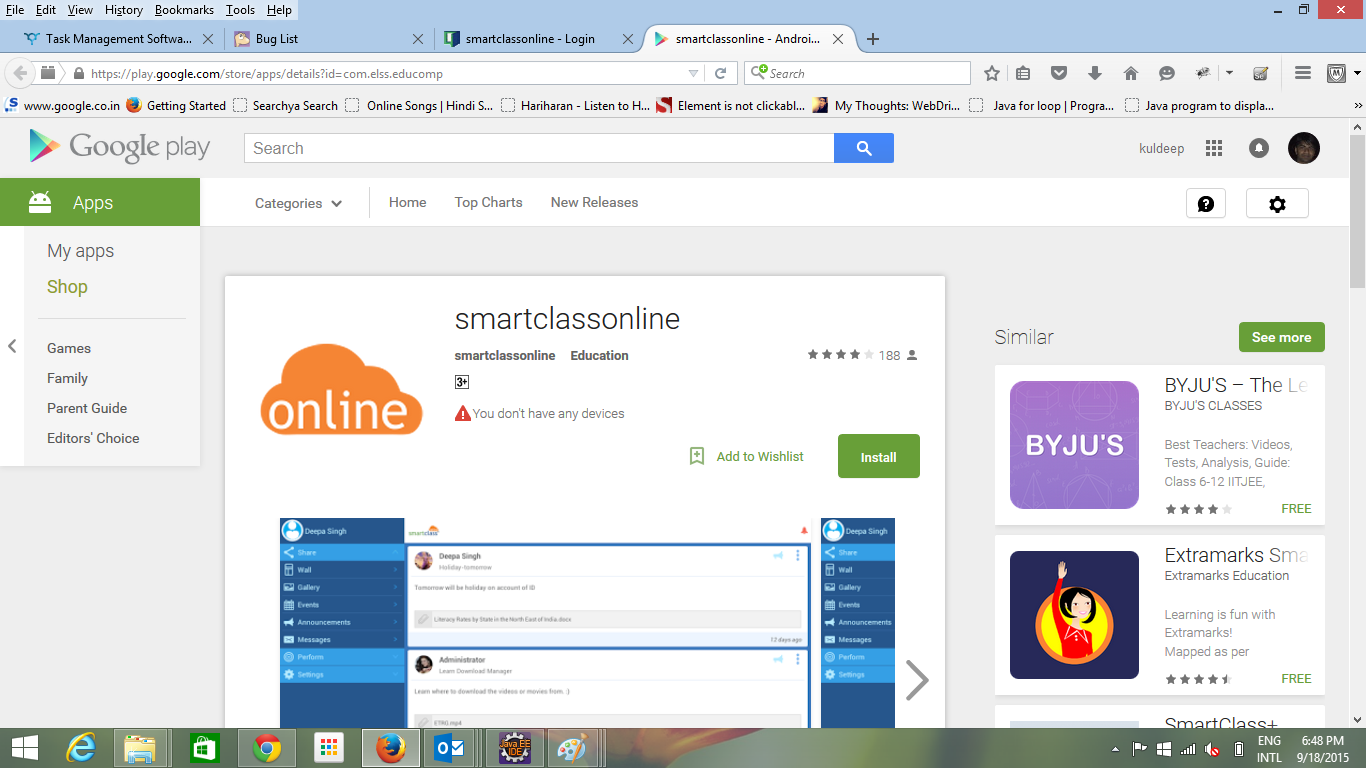 File Edit View History Bookmarks Tools Help
Task Management Softwa... Bug List smartclassonline - Login smartclassonline - Androi...
https://play.google.com/store/apps/details?id=com.elss.educomp Search
www.google.co.in Getting Started Searchya Search Online Songs | Hindi S... Hariharan - Listen to H... Element is not clickabl... My Thoughts: WebDri... Java for loop | Progra... Java program to displa...
Google play Search kuldeep
Apps Categories Home Top Charts New Releases
My apps
Shop
Games
Family
Parent Guide
Editors' Choice
online
smartclassonline
smartclassonline Education 188
3+
You don't have any devices
Add to Wishlist Install
Deepa Singh
Share
Wall
Gallery
Events
Announcements
Messages
Perform
Settings
smartclass
Deepa Singh
Holiday-tomorrow
Tomorrow will be holiday on account of ID
Literacy Rates by State in the North East of India.docx
12 days ago
Administrator
Learn Download Manager
Learn where to download the videos or movies from. :)
ETRG.mp4
Deepa Singh
Share
Wall
Gallery
Events
Announcements
Messages
Perform
Settings
Similar See more
BYJU'S
BYJU'S – The Le
BYJU'S CLASSES
Best Teachers: Videos,
Tests, Analysis, Guide:
Class 6-12 IITJEE,
FREE
Extramarks Sma
Extramarks Education
Learning is fun with
Extramarks!
Mapped as per
FREE
SmartClass+
Java EE
IDE
ENG 6:48 PM
INTL 9/18/2015